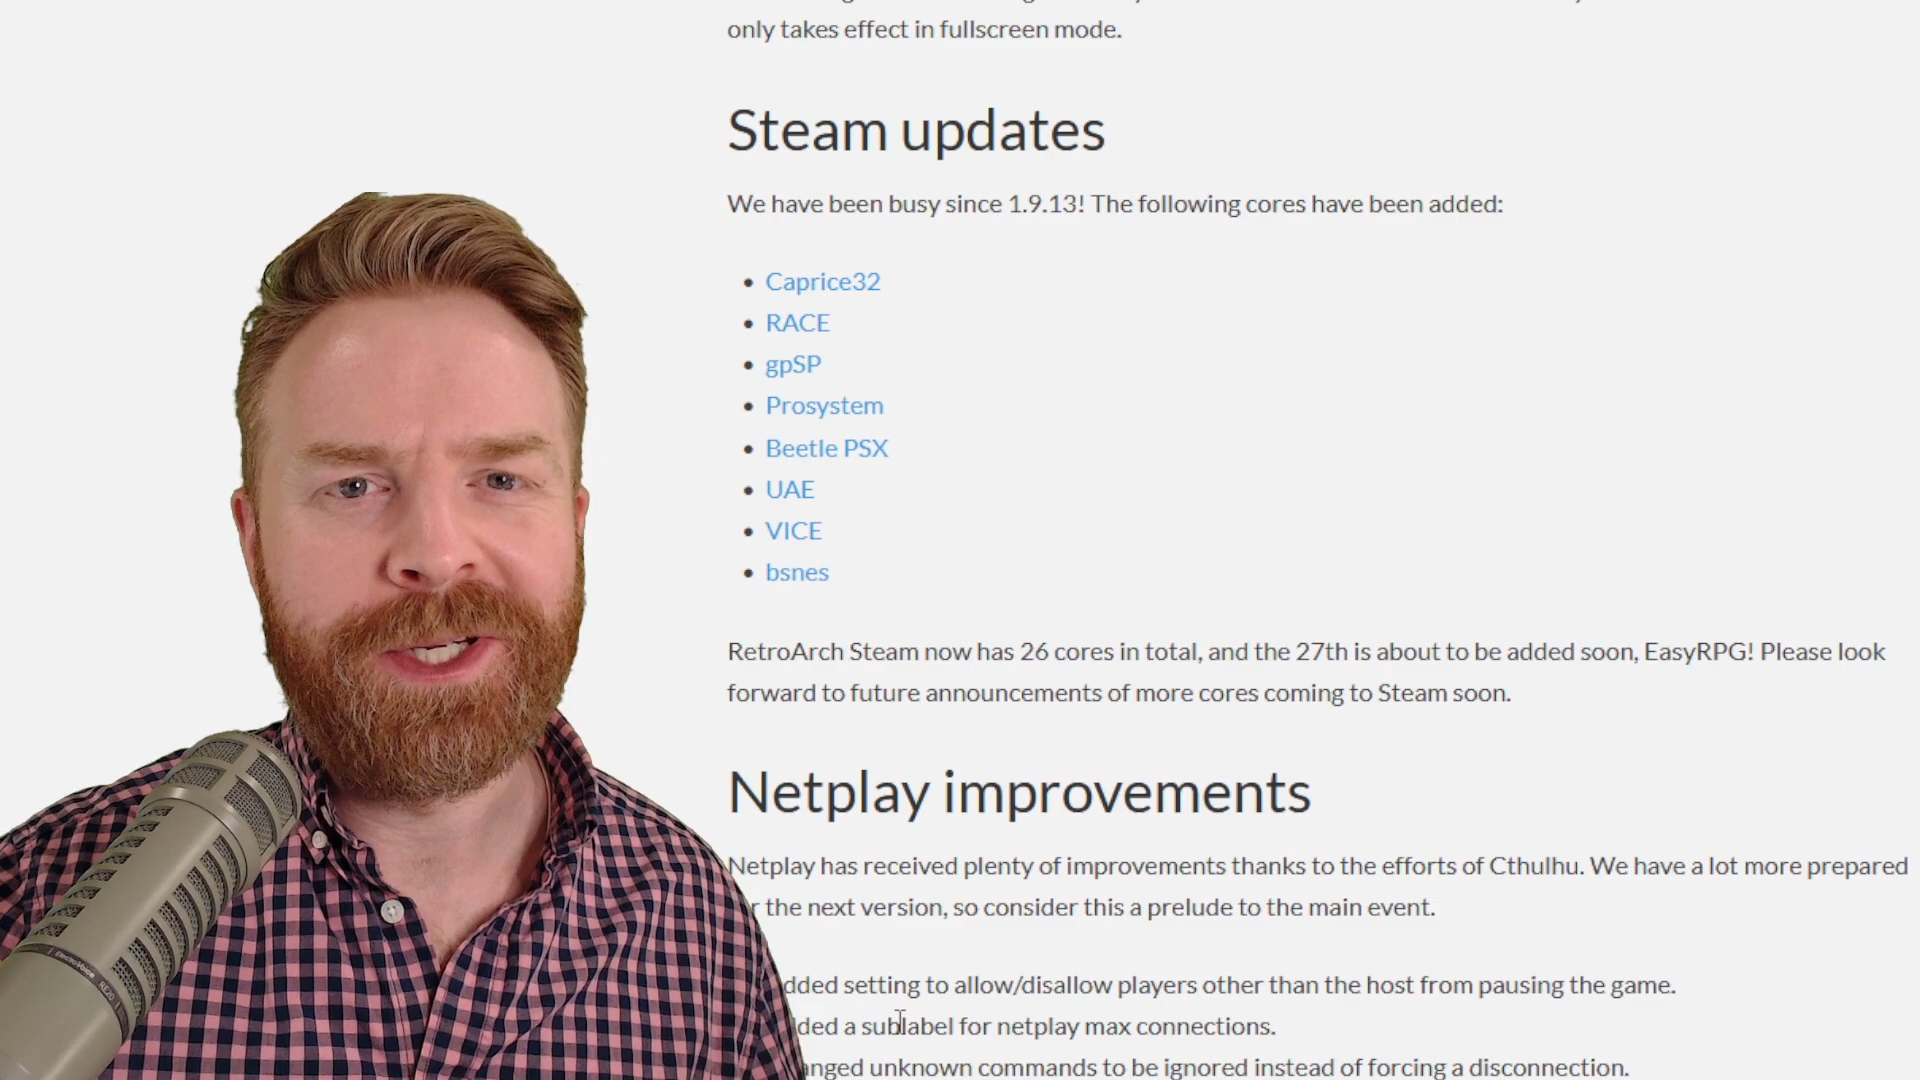 only takes effect in fullscreen mode.
Steam updates
We have been busy since 1.9.13! The following cores have been added:
Caprice32
RACE
gpSP
Prosystem
Beetle PSX
UAE
VICE
bsnes
RetroArch Steam now has 26 cores in total, and the 27th is about to be added soon, EasyRPG! Please look
forward to future announcements of more cores coming to Steam soon.
Netplay improvements
Netplay has received plenty of improvements thanks to the efforts of Cthulhu. We have a lot more prepared
r the next version, so consider this a prelude to the main event.
dded setting to allow/disallow players other than the host from pausing the game.
ded a sublabel for netplay max connections.
anged unknown commands to be ignored instead of forcing a disconnection.
Electro-Voice RE20